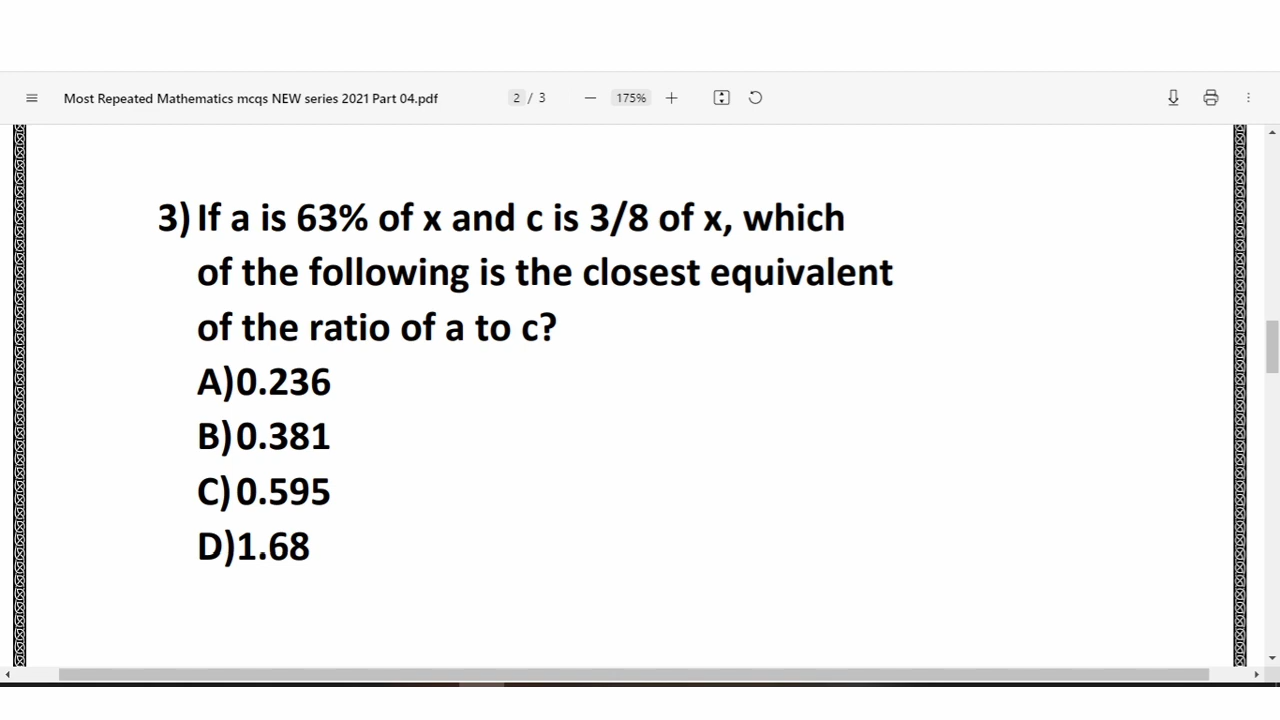 Most Repeated Mathematics mcqs NEW series 2021 Part 04.pdf
2 / 3
175%
3) If a is 63% of x and c is 3/8 of x, which
of the following is the closest equivalent
of the ratio of a to c?
A)0.236
B)0.381
C)0.595
D)1.68